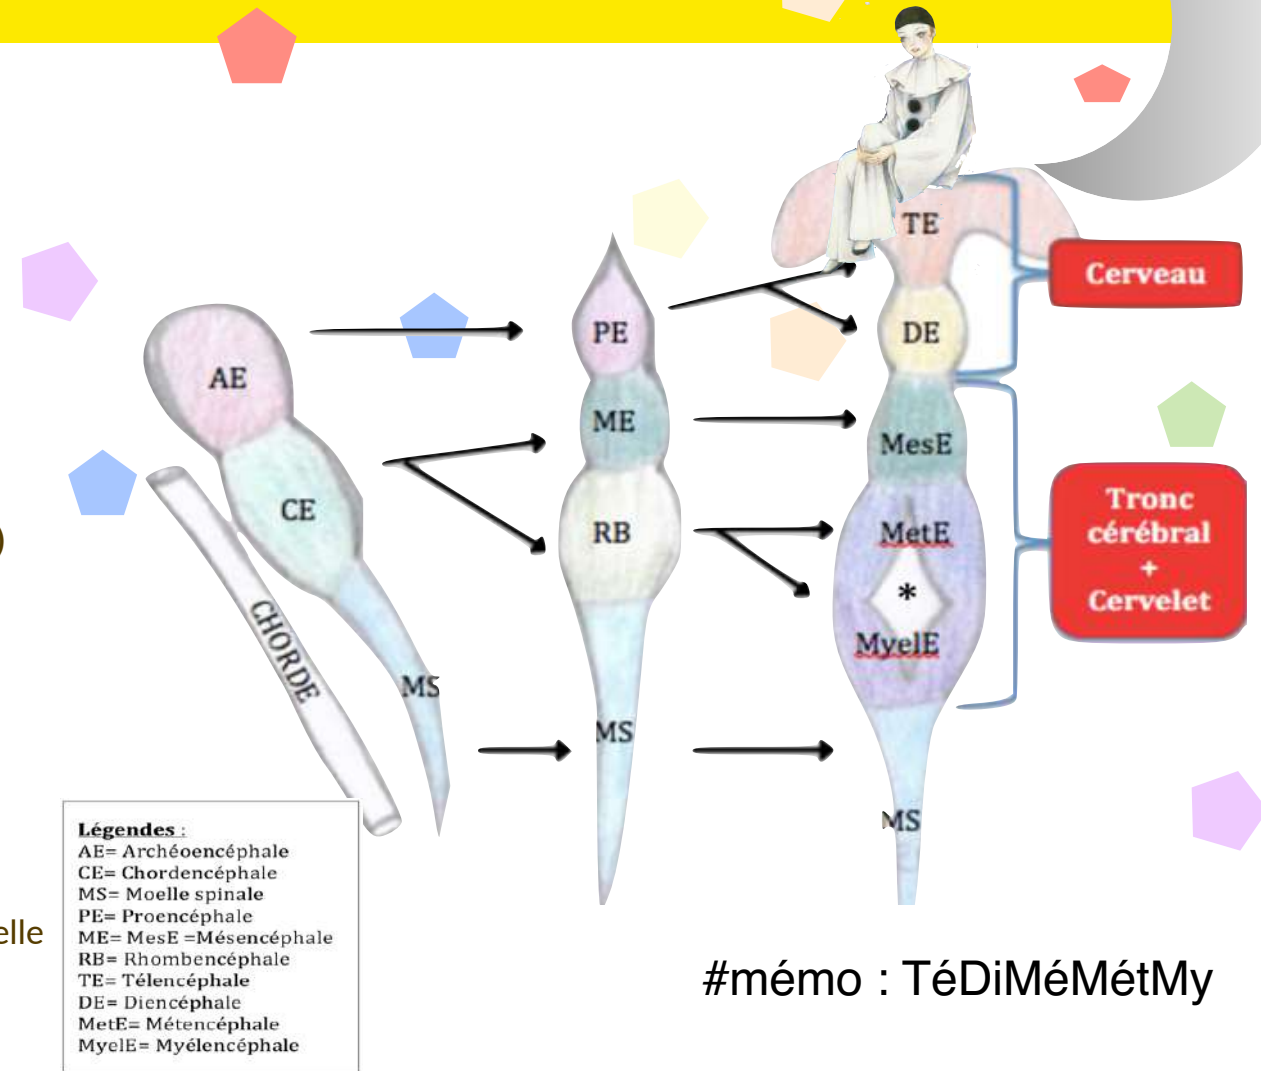 TE
Cerveau
PE
DE
AE
ME
MesE
CE
Tronc
cérébral
+
Cervelet
RB
MetE
*
CHORDE
MyelE
MS
MS
MS
)
Légendes :
AE= Archéoencéphale
CE= Chordencéphale
MS= Moelle spinale
PE= Proencéphale
ME= MesE =Mésencéphale
RB= Rhombencéphale
TE= Télencéphale
DE= Diencéphale
MetE= Métencéphale
MyelE= Myélencéphale
elle
#mémo : TéDiMéMétMy